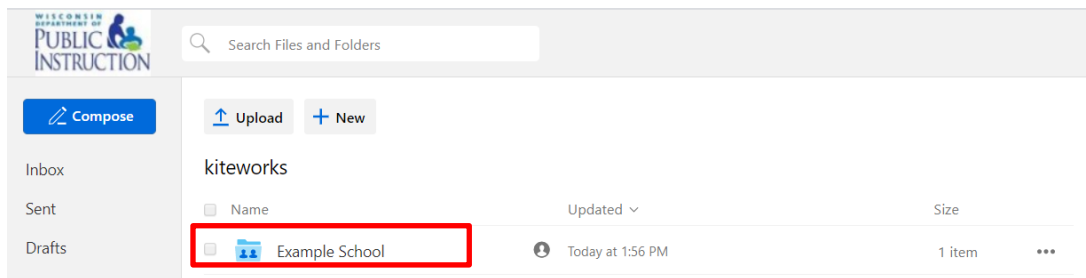 WISCONSIN
DEPARTMENT OF
PUBLIC
INSTRUCTION
Search Files and Folders
Compose
Upload
New
Inbox
kiteworks
Sent
Name Updated Size
Drafts
Example School Today at 1:56 PM 1 item